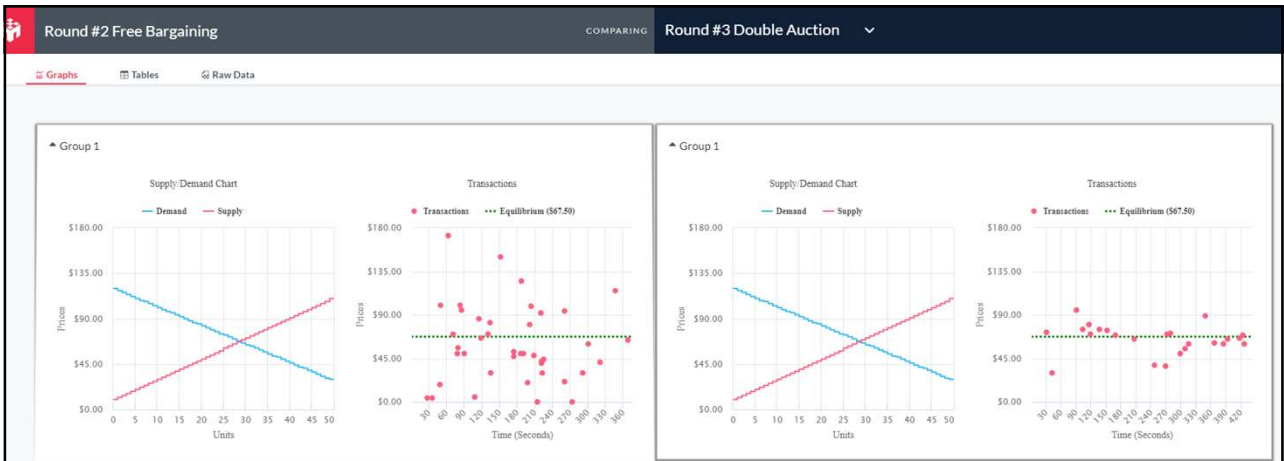 Round #2 Free Bargaining
COMPARING
Round #3 Double Auction
Graphs
Tables
Raw Data
Group 1
Supply/Demand Chart
Demand
Supply
$180.00
$135.00
$90.00
$45.00
$0.00
Prices
0 5 10 15 20 25 30 35 40 45 50
Units
Transactions
Transactions
Equilibrium ($67.50)
$180.00
$135.00
$90.00
$45.00
$0.00
Prices
30 60 90 120 150 180 210 240 270 300 330 360
Time (Seconds)
Group 1
Supply/Demand Chart
Demand
Supply
$180.00
$135.00
$90.00
$45.00
$0.00
Prices
0 5 10 15 20 25 30 35 40 45 50
Units
Transactions
Transactions
Equilibrium ($67.50)
$180.00
$135.00
$90.00
$45.00
$0.00
Prices
30 60 90 120 150 180 210 240 270 300 330 360 390 420
Time (Seconds)